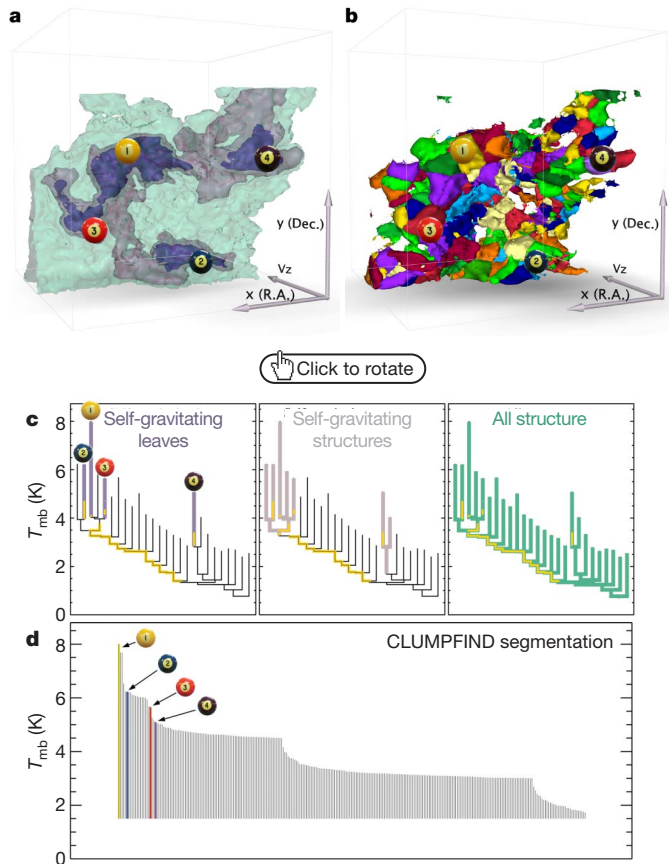 a
b
1
4
3
2
y (Dec.)
Vz
x (R.A.)
1
4
3
2
y (Dec.)
Vz
x (R.A.)
Click to rotate
c
Self-gravitating
leaves
Self-gravitating
structures
All structure
1
2
3
4
8
6
4
2
0
Tmb (K)
d
CLUMPFIND segmentation
1
2
3
4
8
6
4
2
0
Tmb (K)